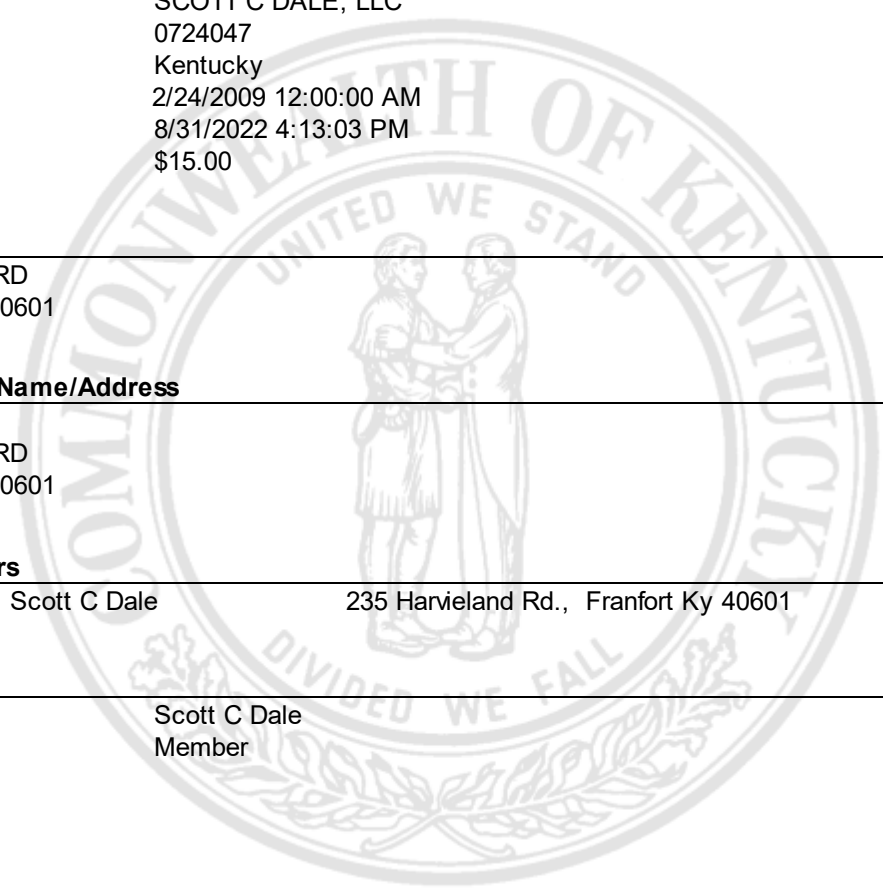 SCOTT C DALE, LLC
0724047
Kentucky
2/24/2009 12:00:00 AM
8/31/2022 4:13:03 PM
$15.00
COMMONWEALTH OF KENTUCKY
UNITED WE STAND
RD
0601
Name/Address
RD
0601
rs
Scott C Dale 235 Harvieland Rd., Franfort Ky 40601
DIVIDED WE FALL
Scott C Dale
Member